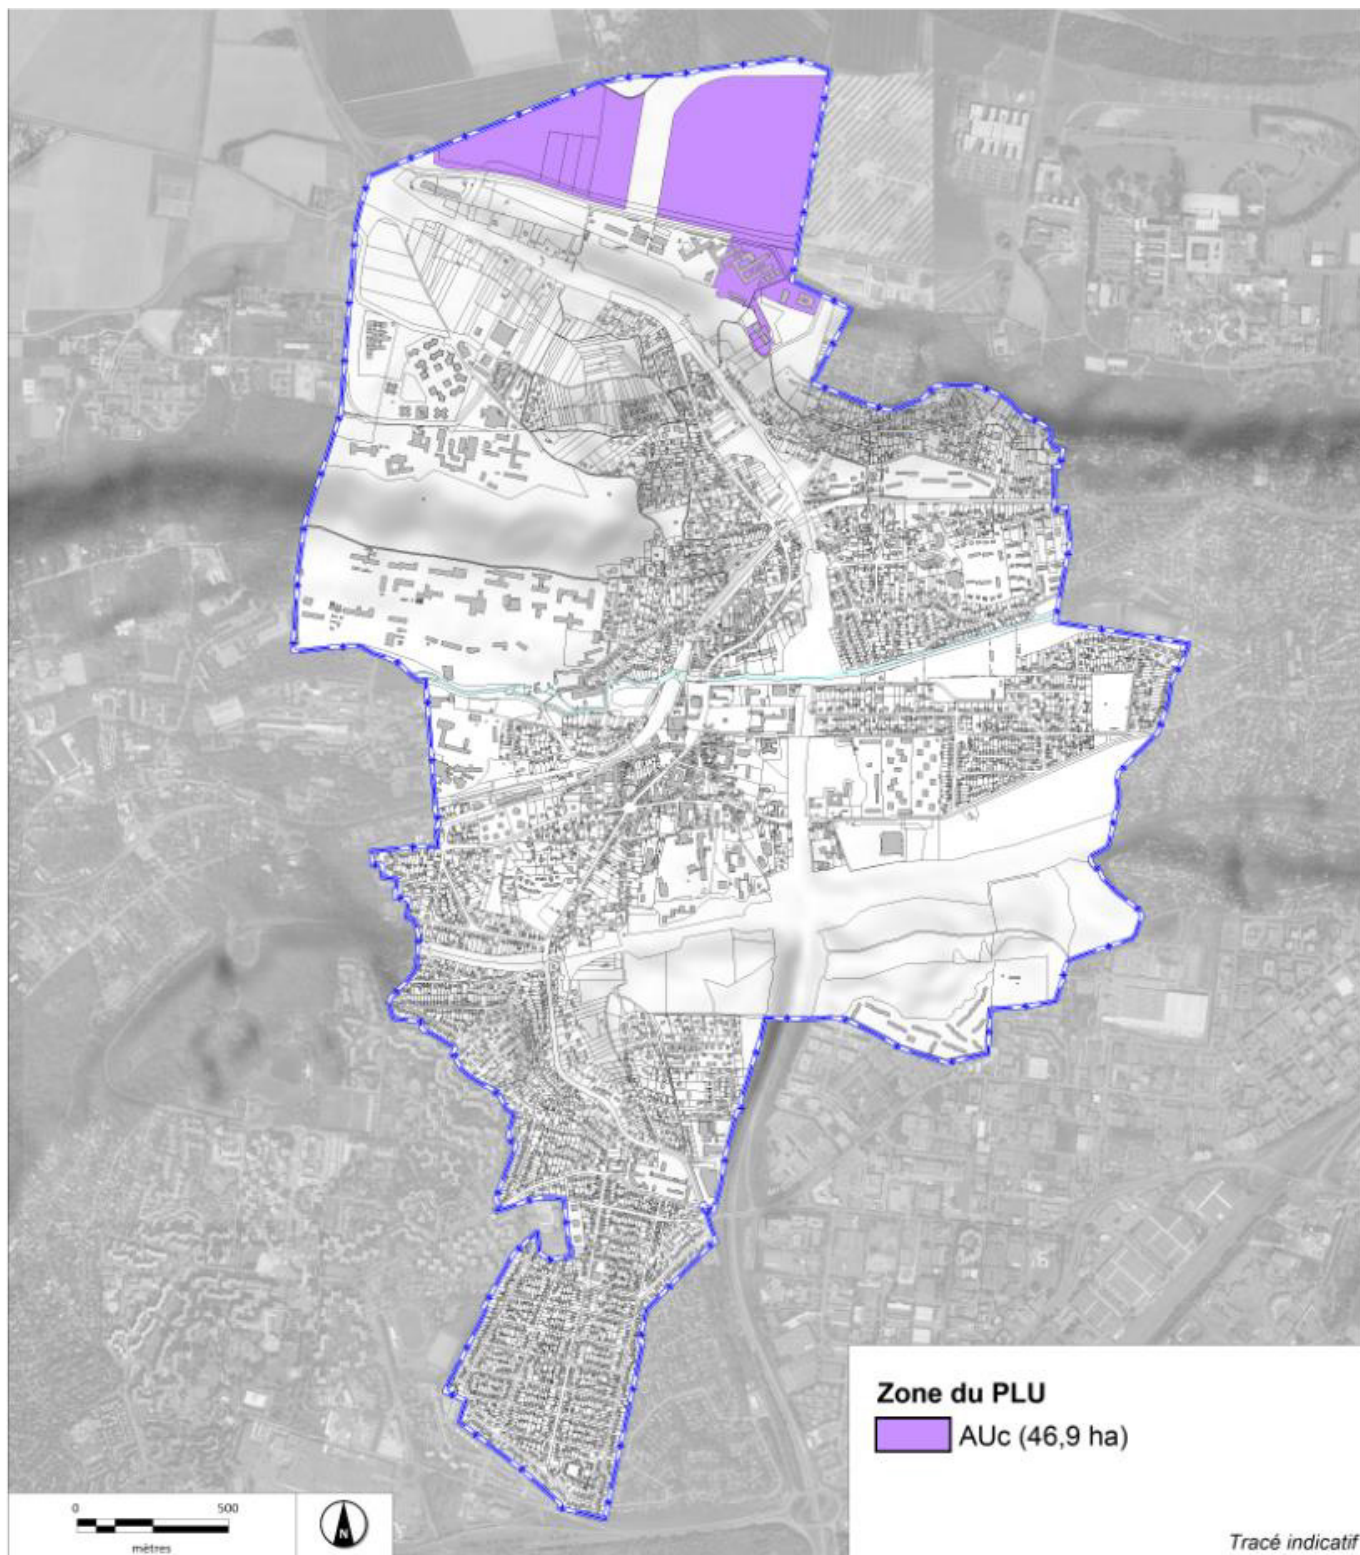 Zone du PLU
AUc (46,9 ha)
0 500
mètres
N
Tracé indicatif